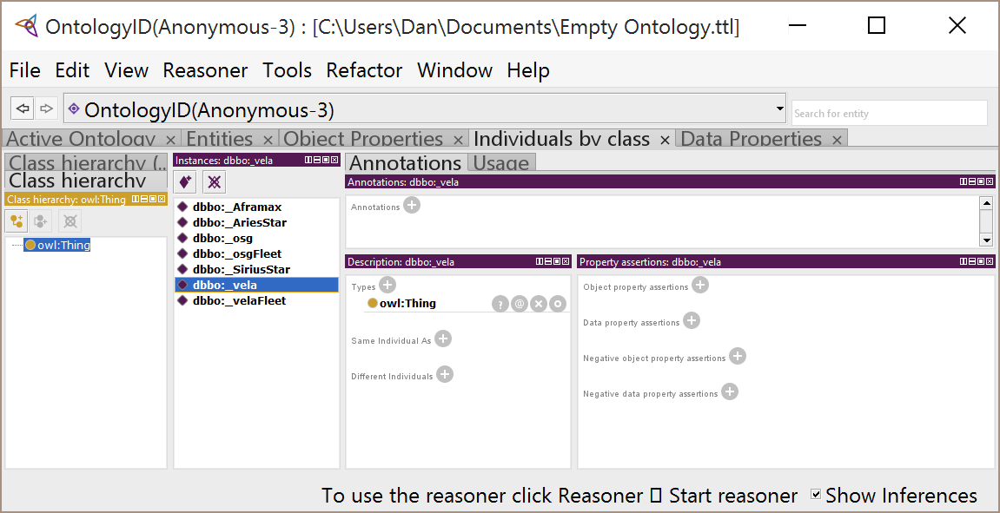 OntologyID(Anonymous-3) : [C:\Users\Dan\Documents\Empty Ontology.ttl]
File Edit View Reasoner Tools Refactor Window Help
OntologyID(Anonymous-3)
Search for entity
Active Ontology × Entities × Object Properties × Individuals by class × Data Properties ×
Class hierarchy (..
Class hierarchy
Class hierarchy: owl:Thing
owl:Thing
Instances: dbbo:_vela
dbbo:_Aframax
dbbo:_AriesStar
dbbo:_osg
dbbo:_osgFleet
dbbo:_SiriusStar
dbbo:_vela
dbbo:_velaFleet
Annotations Usage
Annotations: dbbo:_vela
Annotations
Description: dbbo:_vela
Types
owl:Thing
Same Individual As
Different Individuals
Property assertions: dbbo:_vela
Object property assertions
Data property assertions
Negative object property assertions
Negative data property assertions
To use the reasoner click Reasoner ▯ Start reasoner Show Inferences